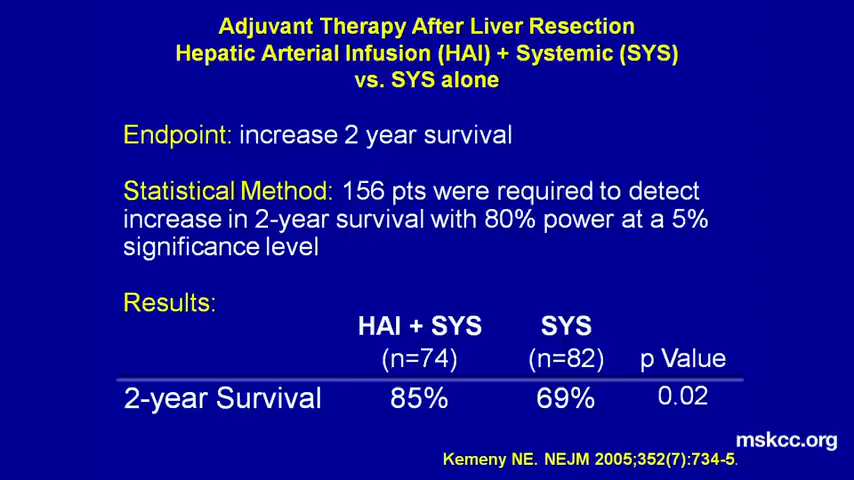 Adjuvant Therapy After Liver Resection
Hepatic Arterial Infusion (HAI) + Systemic (SYS)
vs. SYS alone
Endpoint: increase 2 year survival
Statistical Method: 156 pts were required to detect
increase in 2-year survival with 80% power at a 5%
significance level
Results:
HAI + SYS SYS
(n=74) (n=82) p Value
2-year Survival 85% 69% 0.02
mskcc.org
Kemeny NE. NEJM 2005;352(7):734-5.